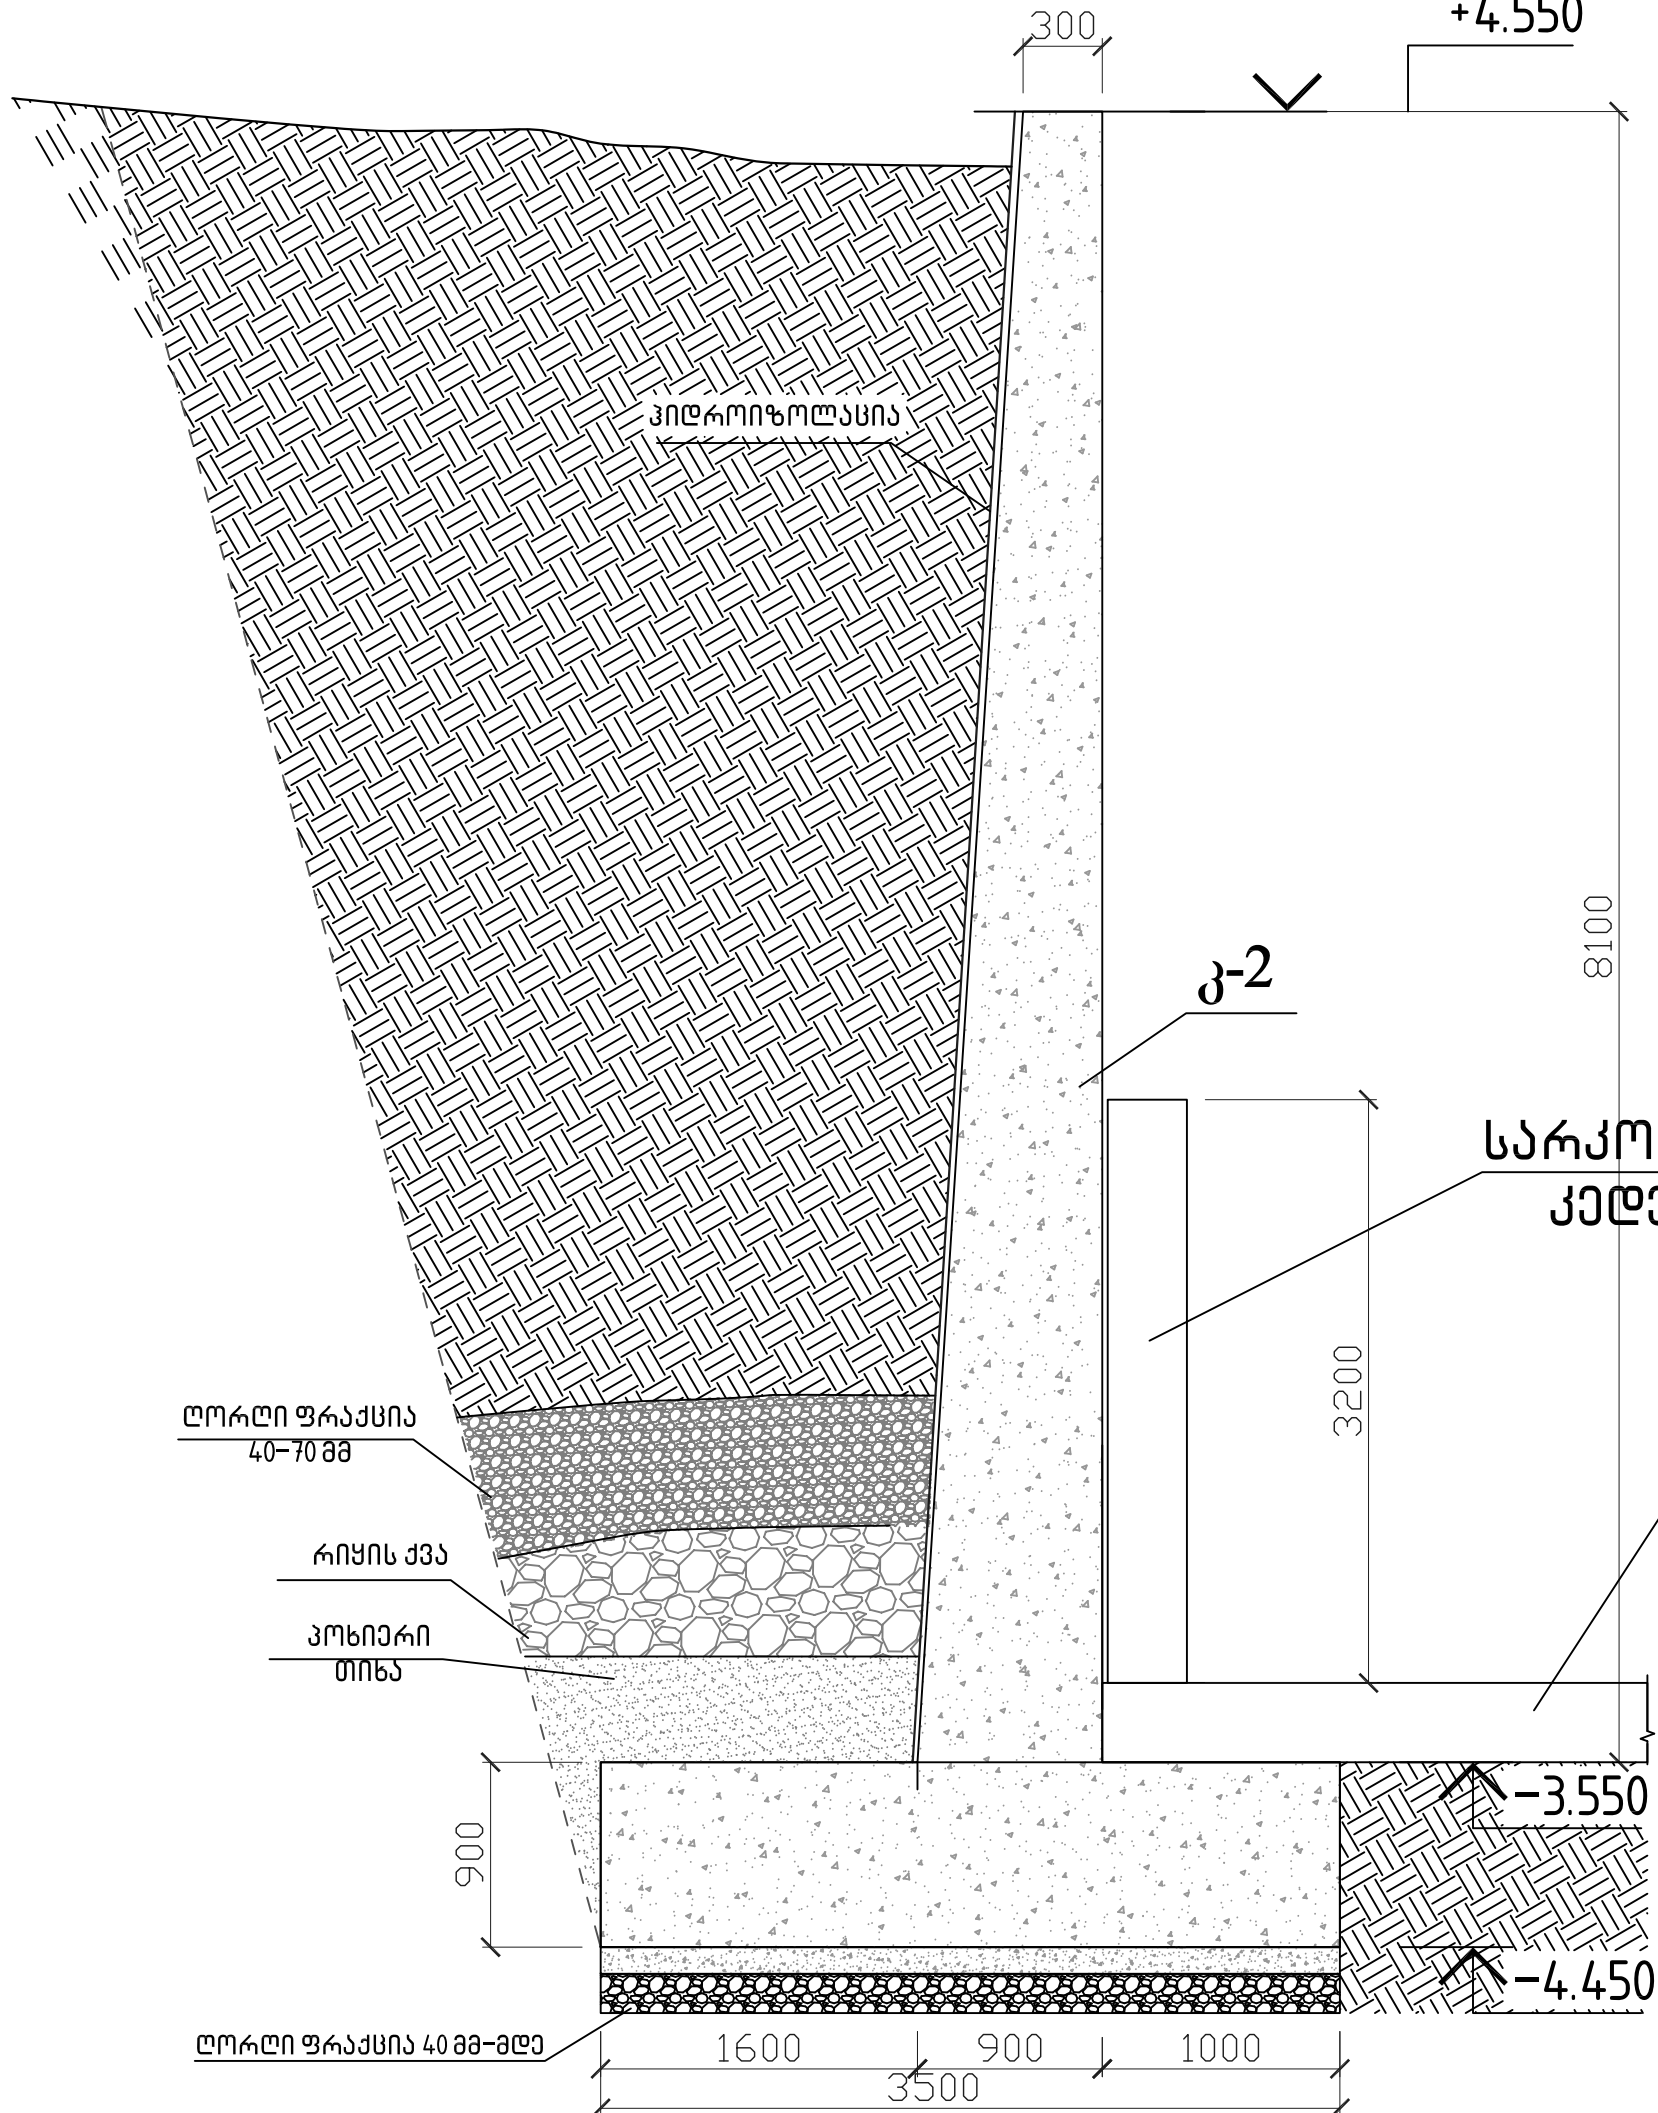 300
+4.550
ჰიდროიზოლაცია
8100
კ-2
სარკო
კედე
3200
ღორღი ფრაქცია
40-70 მმ
რიყის ქვა
პოხიერი
თიხა
900
-3.550
-4.450
ღორღი ფრაქცია 40 მმ-მდე
1600
900
1000
3500